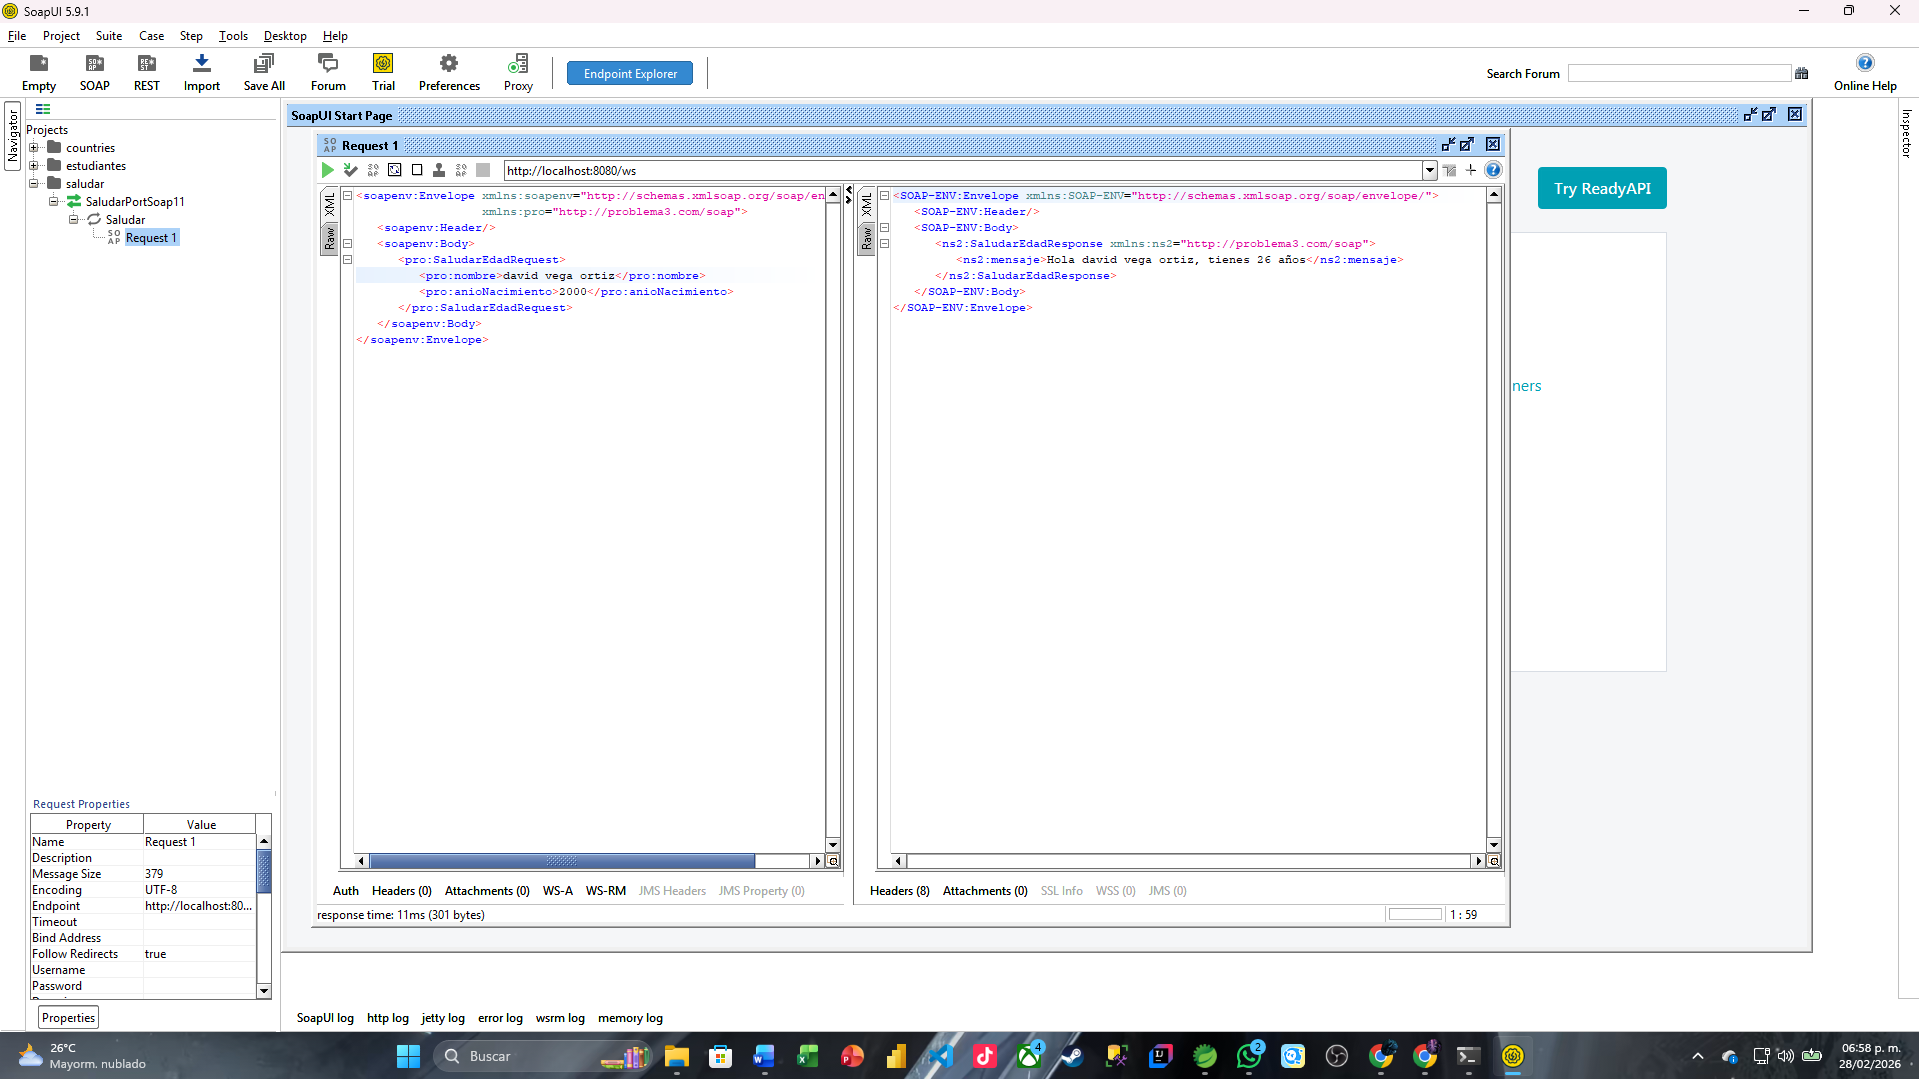 SoapUI 5.9.1
File Project Suite Case Step Tools Desktop Help
Empty SOAP REST Import Save All Forum Trial Preferences Proxy Endpoint Explorer Search Forum Online Help
Navigator
Projects
countries
estudiantes
saludar
SaludarPortSoap11
Saludar
Request 1
SoapUI Start Page
Request 1
http://localhost:8080/ws
XML
Raw
<soapenv:Envelope xmlns:soapenv="http://schemas.xmlsoap.org/soap/en
xmlns:pro="http://problema3.com/soap">
<soapenv:Header/>
<soapenv:Body>
<pro:SaludarEdadRequest>
<pro:nombre>david vega ortiz</pro:nombre>
<pro:anioNacimiento>2000</pro:anioNacimiento>
</pro:SaludarEdadRequest>
</soapenv:Body>
</soapenv:Envelope>
XML
Raw
<SOAP-ENV:Envelope xmlns:SOAP-ENV="http://schemas.xmlsoap.org/soap/envelope/">
<SOAP-ENV:Header/>
<SOAP-ENV:Body>
<ns2:SaludarEdadResponse xmlns:ns2="http://problema3.com/soap">
<ns2:mensaje>Hola david vega ortiz, tienes 26 años</ns2:mensaje>
</ns2:SaludarEdadResponse>
</SOAP-ENV:Body>
</SOAP-ENV:Envelope>
Try ReadyAPI
ners
Inspector
Auth Headers (0) Attachments (0) WS-A WS-RM JMS Headers JMS Property (0)
Headers (8) Attachments (0) SSL Info WSS (0) JMS (0)
response time: 11ms (301 bytes)
1 : 59
Request Properties
Property Value
Name Request 1
Description
Message Size 379
Encoding UTF-8
Endpoint http://localhost:80...
Timeout
Bind Address
Follow Redirects true
Username
Password
Properties
SoapUI log http log jetty log error log wsrm log memory log
26°C
Mayorm. nublado
Buscar
4
2
06:58 p. m.
28/02/2026